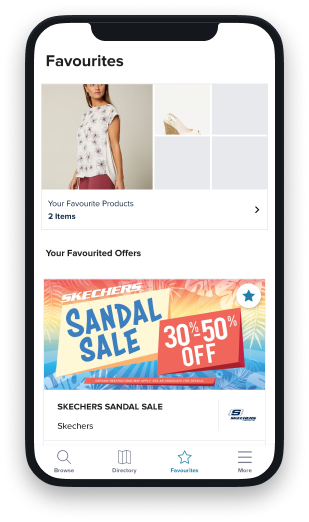 Favourites
Your Favourite Products
2 Items
Your Favourited Offers
SKECHERS
SANDAL
SALE
30%-50%
OFF
SKECHERS SANDAL SALE
Skechers
S
SKECHERS
Browse
Directory
Favourites
More